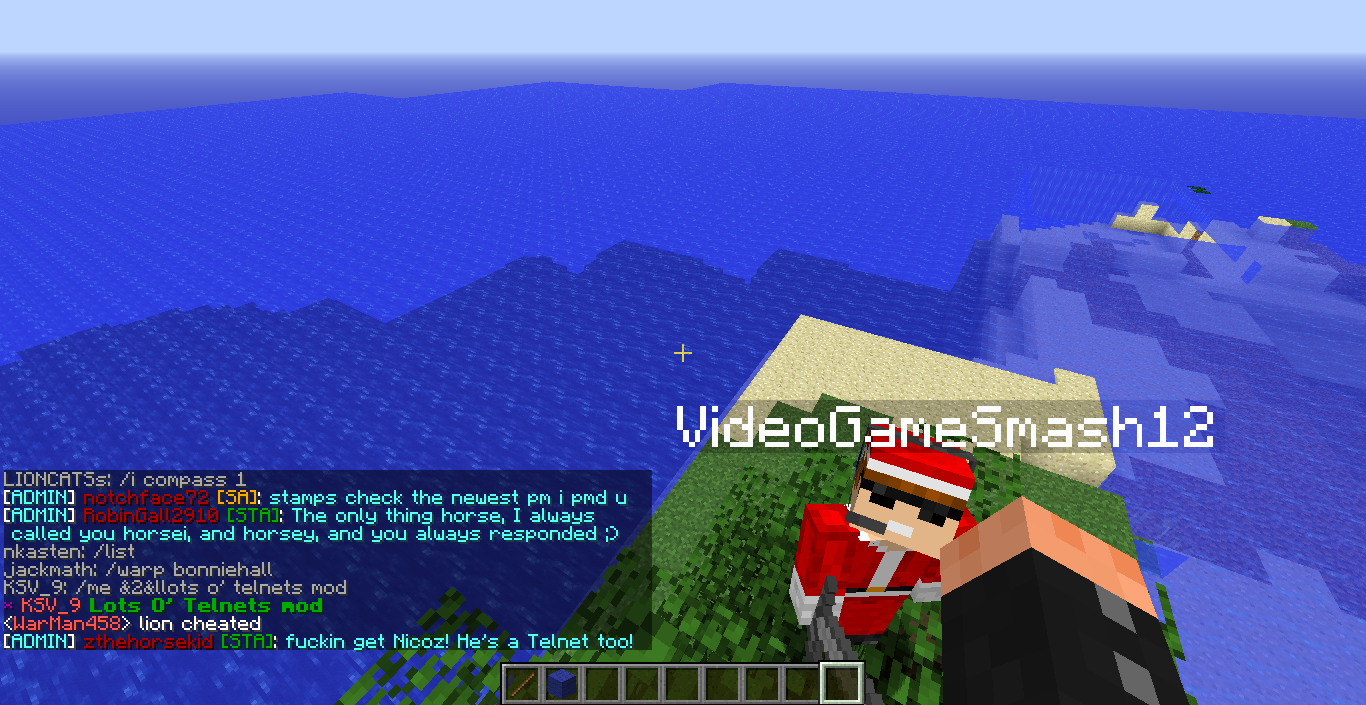 VideoGameSmash12
LIONCATSs: /i compass 1
[ADMIN] notchface72 [SA]: stamps check the newest pm i pmd u
[ADMIN] RobinGall2910 [STA]: The only thing horse, I always
called you horsei, and horsey, and you always responded ;)
nkasten: /list
jackmath: /warp bonniehall
KSV_9: /me &2&llots o' telnets mod
* KSV_9 Lots O' Telnets mod
<WarMan458> lion cheated
[ADMIN] zthehorsekid [STA]: fuckin get Nicoz! He's a Telnet too!